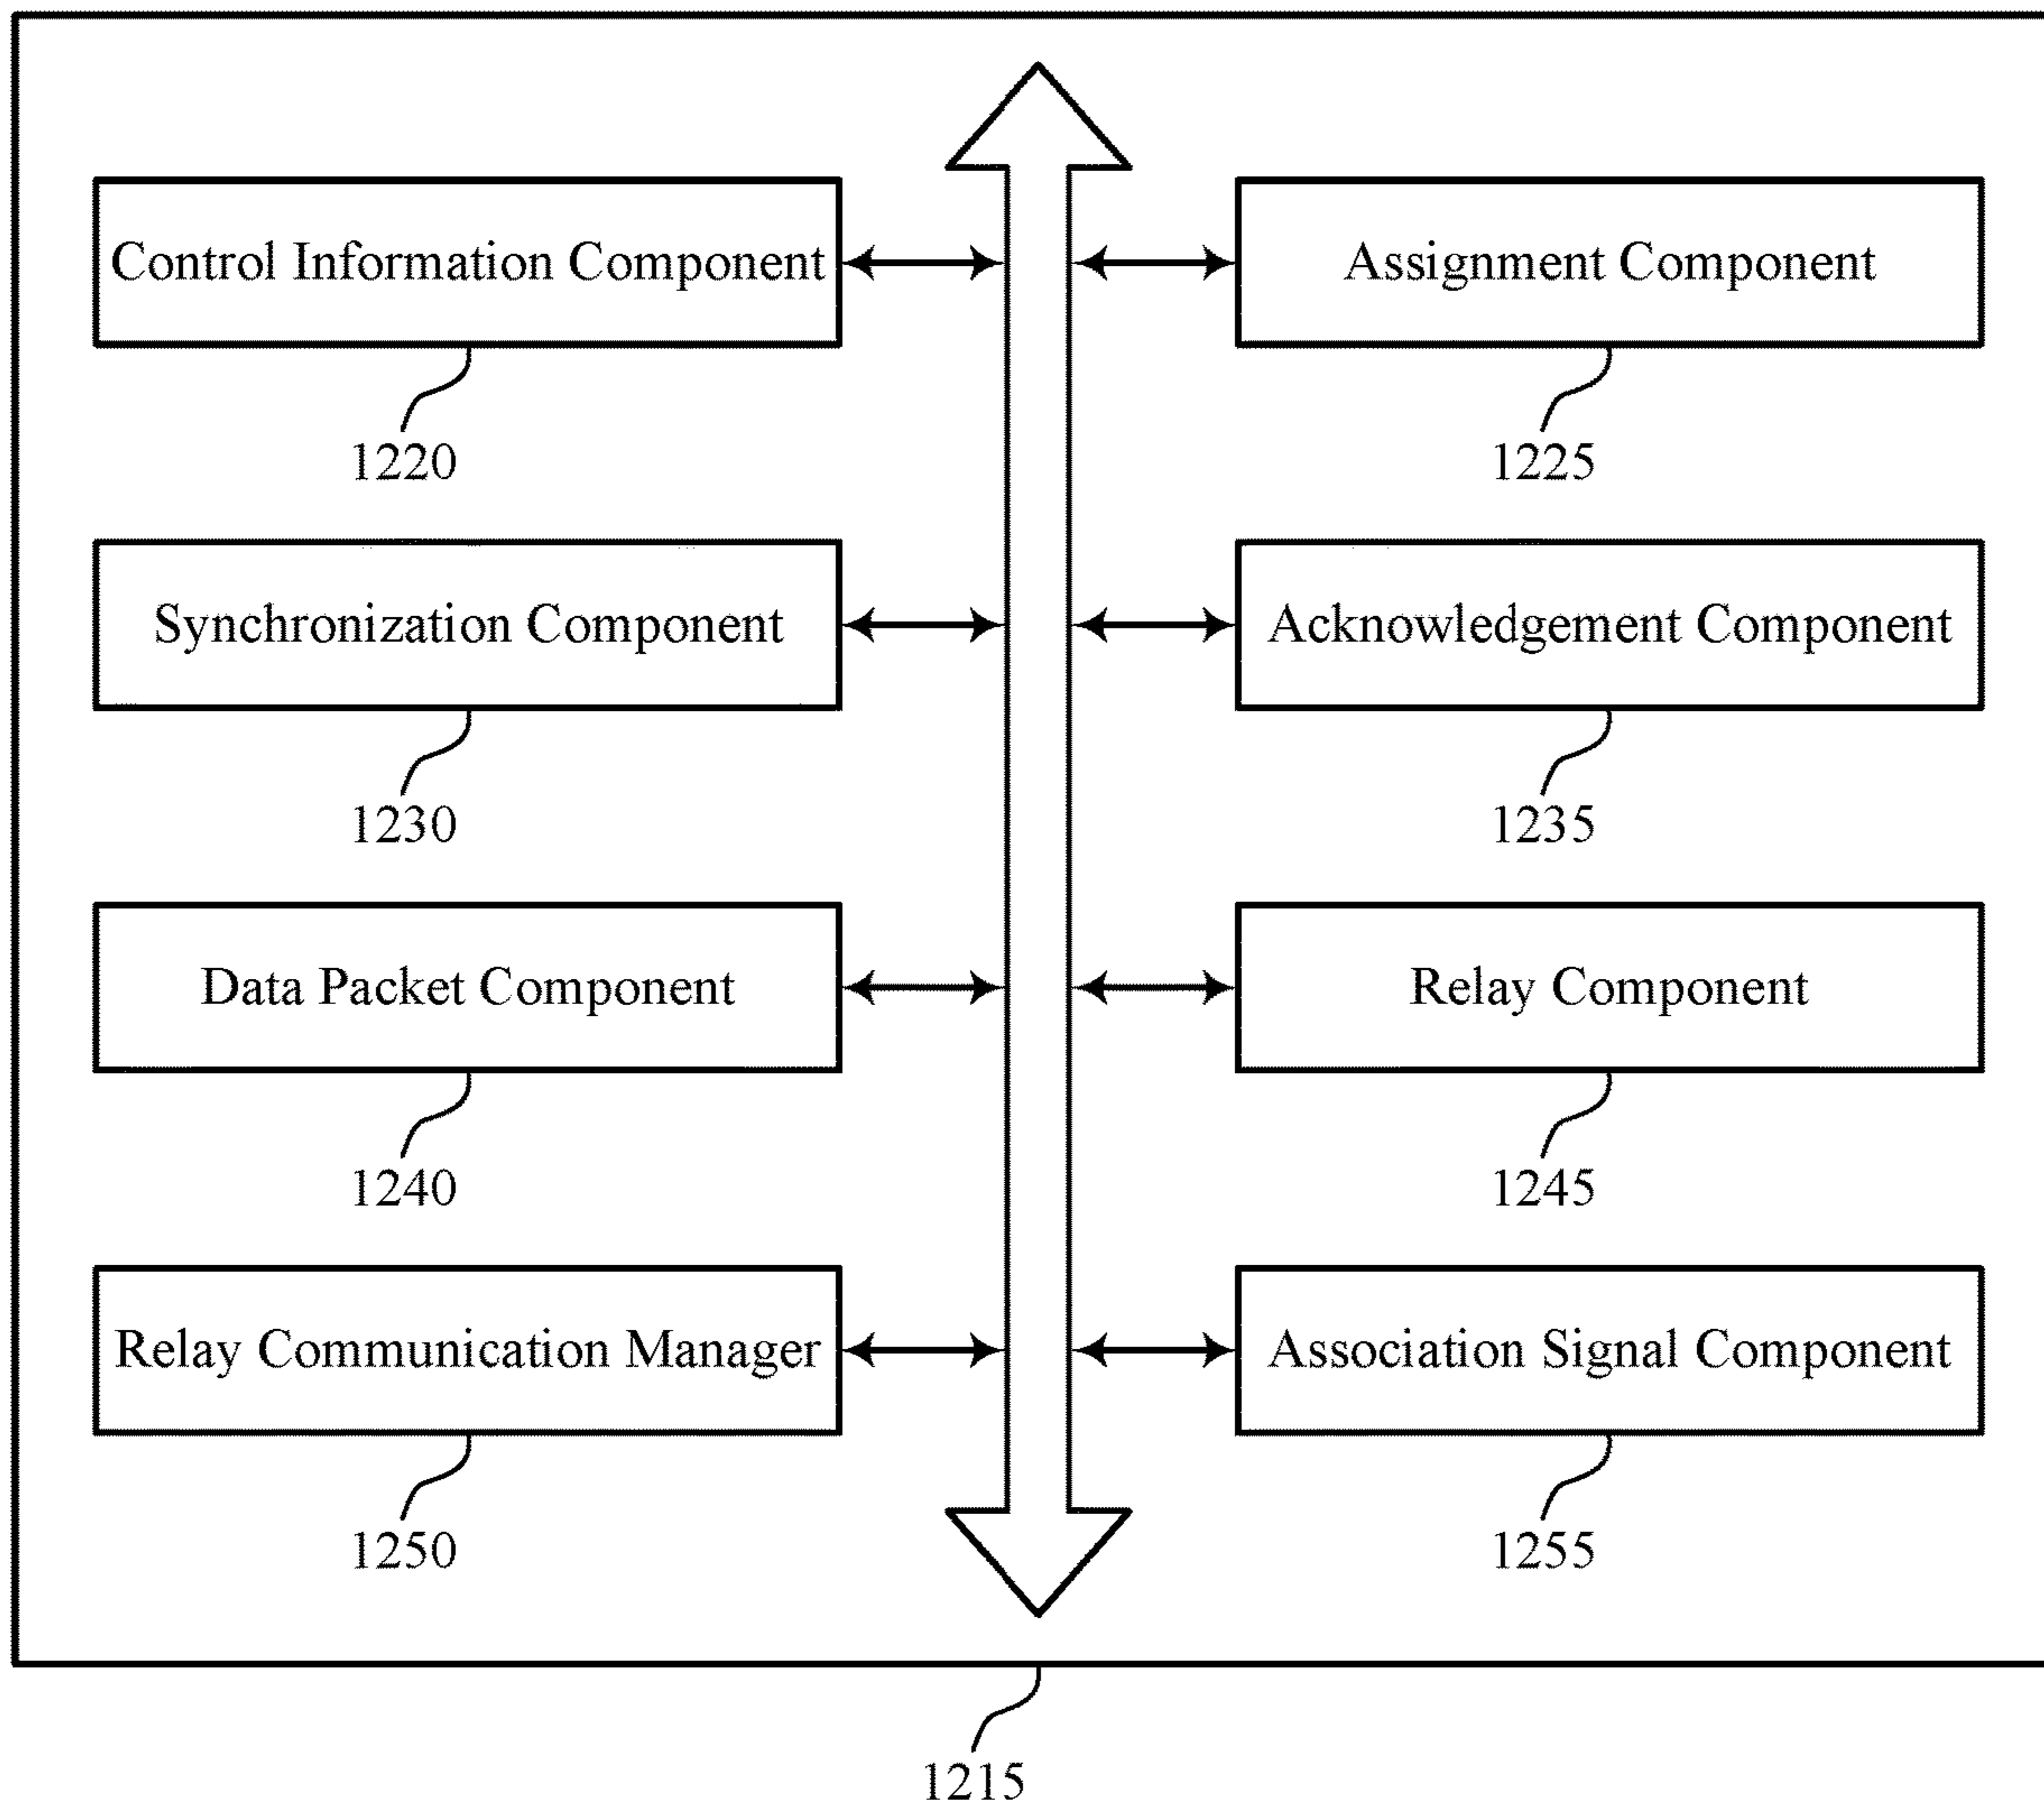 Control Information Component
Assignment Component
1220
1225
Synchronization Component
Acknowledgement Component
1230
1235
Data Packet Component
Relay Component
1240
1245
Relay Communication Manager
Association Signal Component
1250
1255
1215